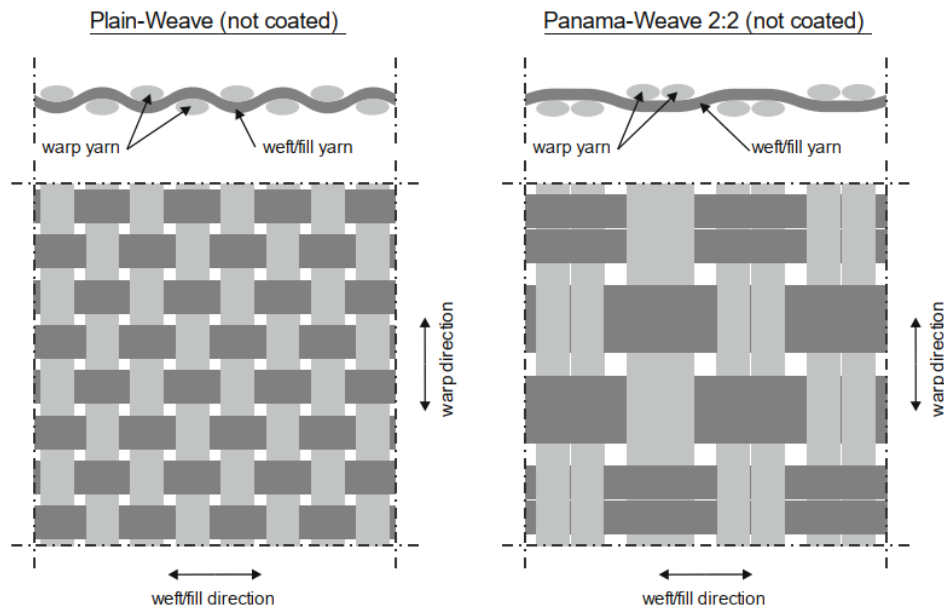 Plain-Weave (not coated)
warp yarn
weft/fill yarn
warp direction
weft/fill direction
Panama-Weave 2:2 (not coated)
warp yarn
weft/fill yarn
warp direction
weft/fill direction